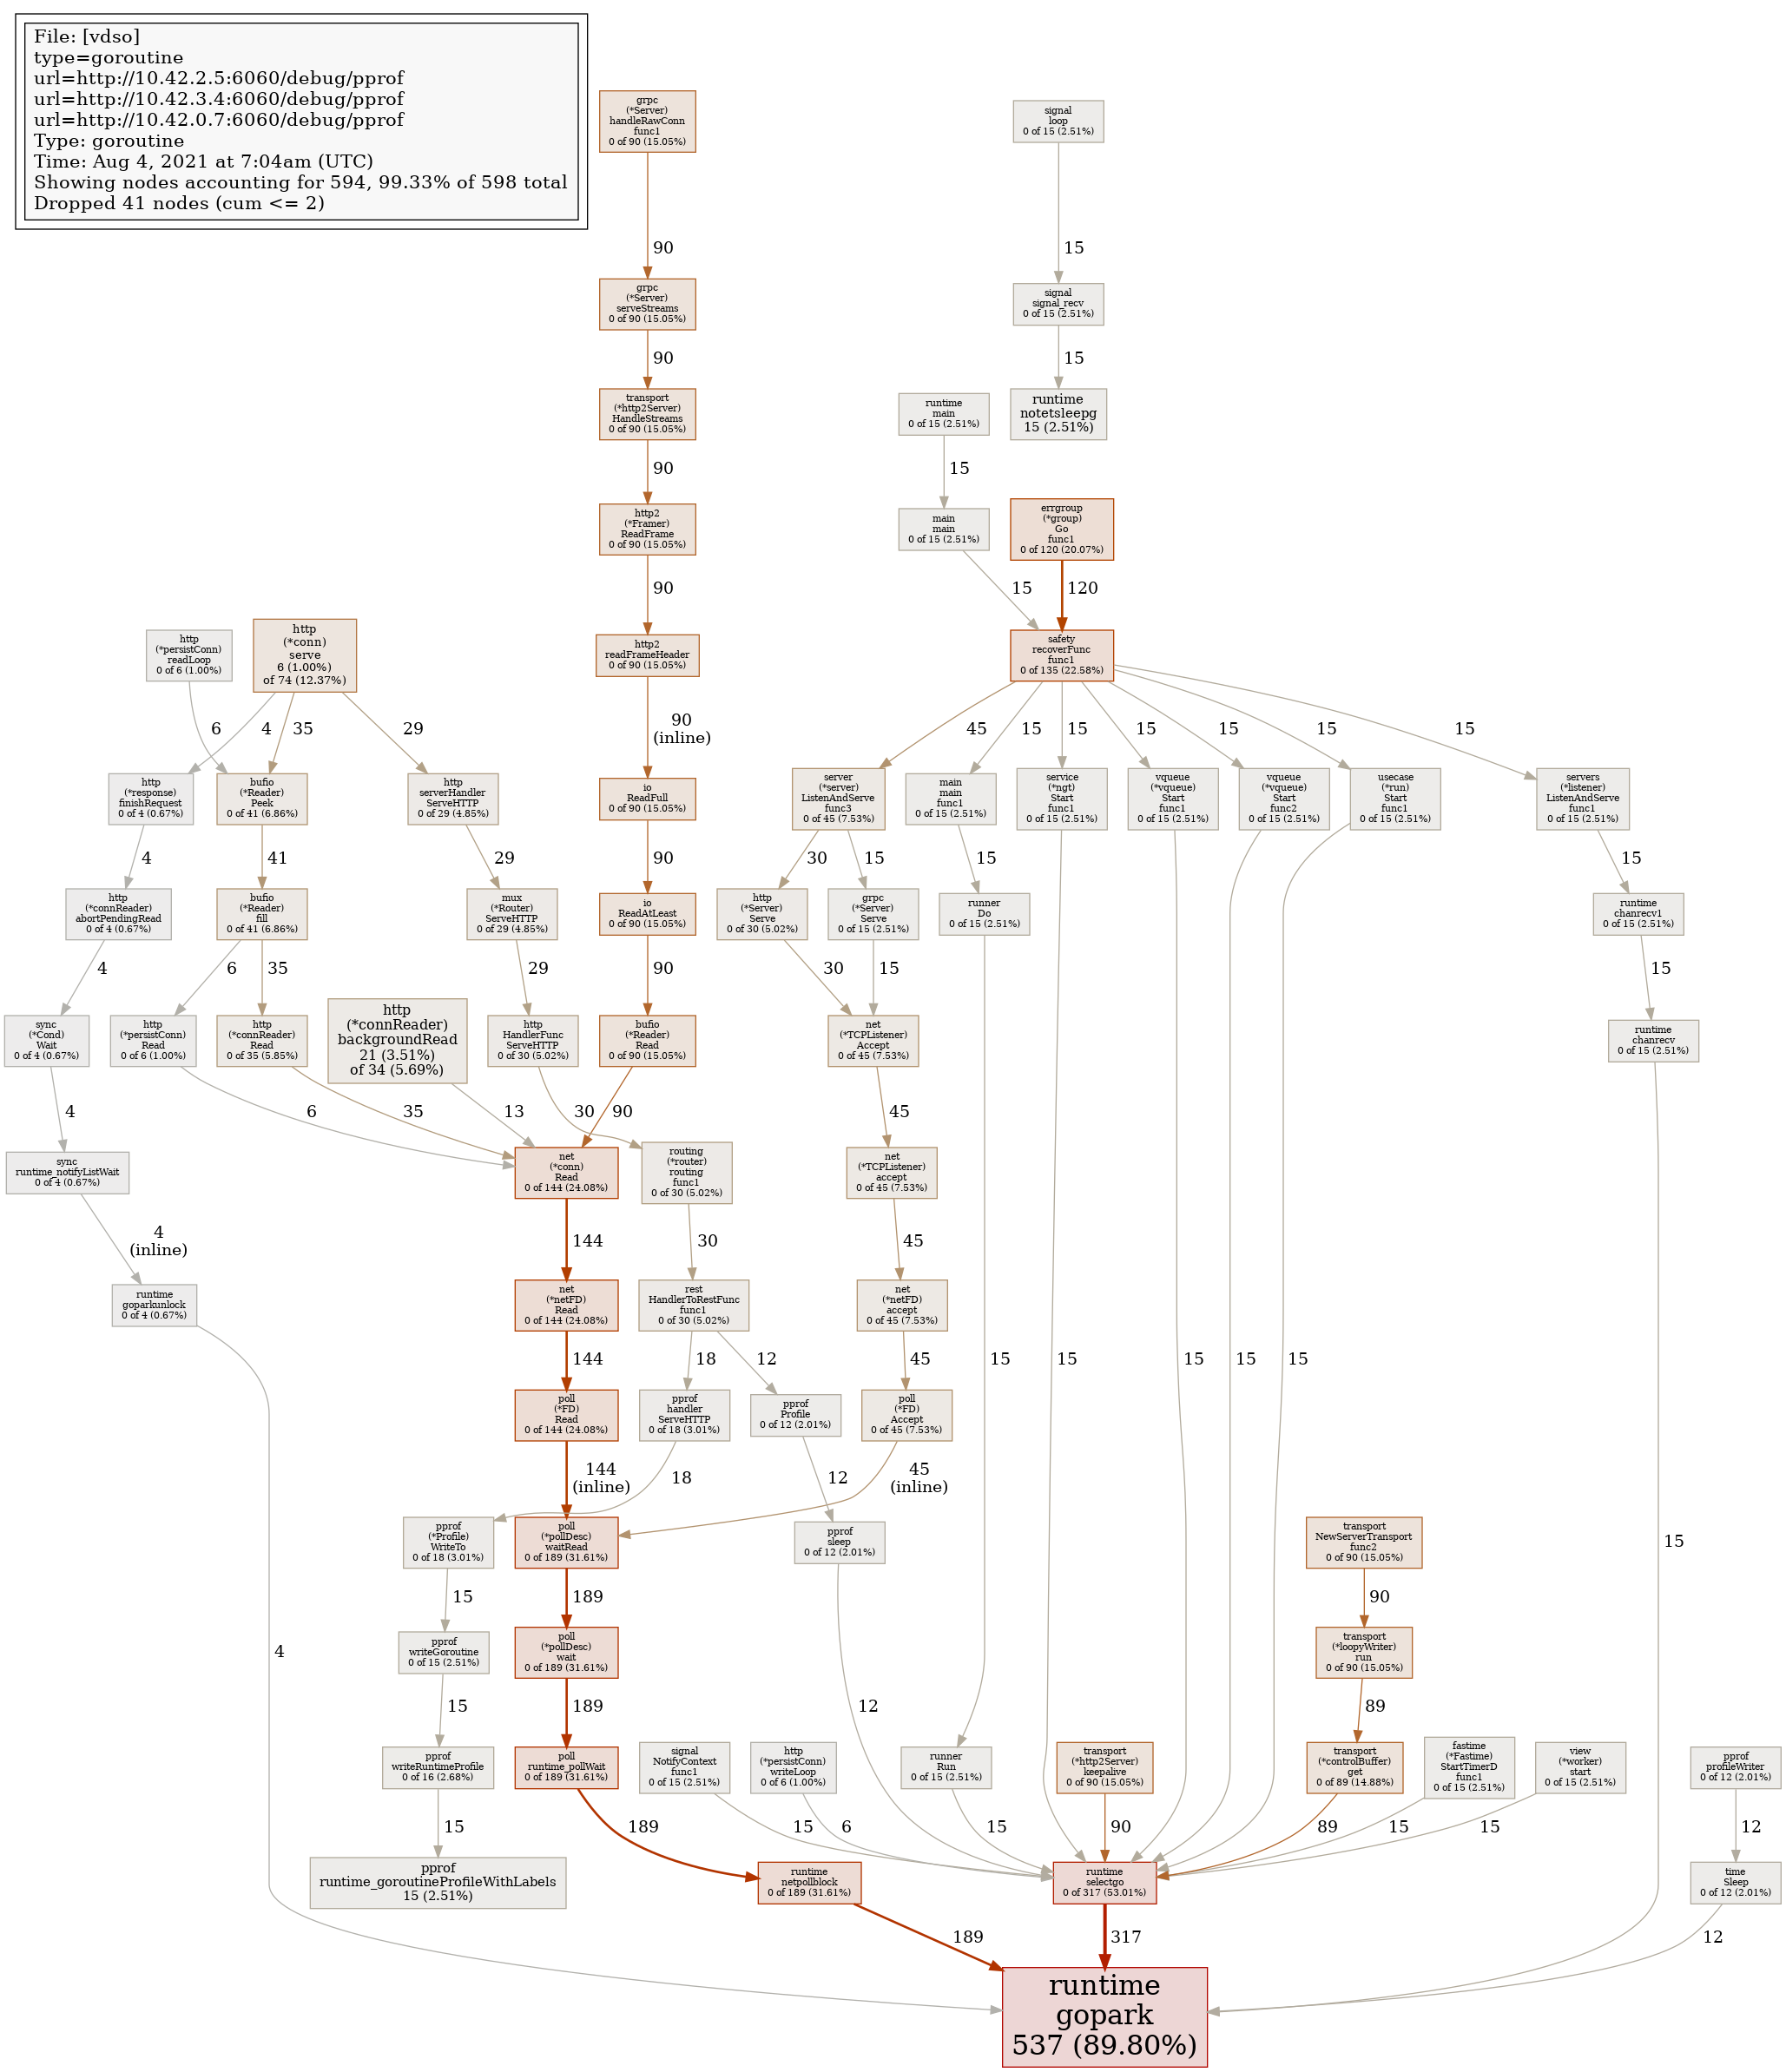 File: [vdso]
type=goroutine
url=http://10.42.2.5:6060/debug/pprof
url=http://10.42.3.4:6060/debug/pprof
url=http://10.42.0.7:6060/debug/pprof
Type: goroutine
Time: Aug 4, 2021 at 7:04am (UTC)
Showing nodes accounting for 594, 99.33% of 598 total
Dropped 41 nodes (cum <= 2)
grpc
(*Server)
handleRawConn
func1
0 of 90 (15.05%)
signal
loop
0 of 15 (2.51%)
90
15
grpc
(*Server)
serveStreams
0 of 90 (15.05%)
signal
signal_recv
0 of 15 (2.51%)
90
15
transport
(*http2Server)
HandleStreams
0 of 90 (15.05%)
runtime
main
0 of 15 (2.51%)
runtime
notetsleepg
15 (2.51%)
90
15
http2
(*Framer)
ReadFrame
0 of 90 (15.05%)
main
main
0 of 15 (2.51%)
errgroup
(*group)
Go
func1
0 of 120 (20.07%)
90
15
120
http
(*persistConn)
readLoop
0 of 6 (1.00%)
http
(*conn)
serve
6 (1.00%)
of 74 (12.37%)
http2
readFrameHeader
0 of 90 (15.05%)
safety
recoverFunc
func1
0 of 135 (22.58%)
6
4
35
29
90
(inline)
45
15
15
15
15
15
15
http
(*response)
finishRequest
0 of 4 (0.67%)
bufio
(*Reader)
Peek
0 of 41 (6.86%)
http
serverHandler
ServeHTTP
0 of 29 (4.85%)
io
ReadFull
0 of 90 (15.05%)
server
(*server)
ListenAndServe
func3
0 of 45 (7.53%)
main
main
func1
0 of 15 (2.51%)
service
(*ngt)
Start
func1
0 of 15 (2.51%)
vqueue
(*vqueue)
Start
func1
0 of 15 (2.51%)
vqueue
(*vqueue)
Start
func2
0 of 15 (2.51%)
usecase
(*run)
Start
func1
0 of 15 (2.51%)
servers
(*listener)
ListenAndServe
func1
0 of 15 (2.51%)
4
41
29
90
30
15
15
15
http
(*connReader)
abortPendingRead
0 of 4 (0.67%)
bufio
(*Reader)
fill
0 of 41 (6.86%)
mux
(*Router)
ServeHTTP
0 of 29 (4.85%)
io
ReadAtLeast
0 of 90 (15.05%)
http
(*Server)
Serve
0 of 30 (5.02%)
grpc
(*Server)
Serve
0 of 15 (2.51%)
runner
Do
0 of 15 (2.51%)
runtime
chanrecv1
0 of 15 (2.51%)
4
6
35
29
90
30
15
15
sync
(*Cond)
Wait
0 of 4 (0.67%)
http
(*persistConn)
Read
0 of 6 (1.00%)
http
(*connReader)
Read
0 of 35 (5.85%)
http
(*connReader)
backgroundRead
21 (3.51%)
of 34 (5.69%)
http
HandlerFunc
ServeHTTP
0 of 30 (5.02%)
bufio
(*Reader)
Read
0 of 90 (15.05%)
net
(*TCPListener)
Accept
0 of 45 (7.53%)
runtime
chanrecv
0 of 15 (2.51%)
4
6
35
13
30
90
45
sync
runtime_notifyListWait
0 of 4 (0.67%)
net
(*conn)
Read
0 of 144 (24.08%)
routing
(*router)
routing
func1
0 of 30 (5.02%)
net
(*TCPListener)
accept
0 of 45 (7.53%)
4
(inline)
144
30
45
runtime
goparkunlock
0 of 4 (0.67%)
net
(*netFD)
Read
0 of 144 (24.08%)
rest
HandlerToRestFunc
func1
0 of 30 (5.02%)
net
(*netFD)
accept
0 of 45 (7.53%)
144
18
12
45
15
15
15
15
15
poll
(*FD)
Read
0 of 144 (24.08%)
pprof
handler
ServeHTTP
0 of 18 (3.01%)
pprof
Profile
0 of 12 (2.01%)
poll
(*FD)
Accept
0 of 45 (7.53%)
144
(inline)
18
12
45
(inline)
pprof
(*Profile)
WriteTo
0 of 18 (3.01%)
poll
(*pollDesc)
waitRead
0 of 189 (31.61%)
pprof
sleep
0 of 12 (2.01%)
transport
NewServerTransport
func2
0 of 90 (15.05%)
15
15
189
90
pprof
writeGoroutine
0 of 15 (2.51%)
poll
(*pollDesc)
wait
0 of 189 (31.61%)
transport
(*loopyWriter)
run
0 of 90 (15.05%)
4
15
189
12
89
pprof
writeRuntimeProfile
0 of 16 (2.68%)
poll
runtime_pollWait
0 of 189 (31.61%)
signal
NotifyContext
func1
0 of 15 (2.51%)
http
(*persistConn)
writeLoop
0 of 6 (1.00%)
runner
Run
0 of 15 (2.51%)
transport
(*http2Server)
keepalive
0 of 90 (15.05%)
transport
(*controlBuffer)
get
0 of 89 (14.88%)
fastime
(*Fastime)
StartTimerD
func1
0 of 15 (2.51%)
view
(*worker)
start
0 of 15 (2.51%)
pprof
profileWriter
0 of 12 (2.01%)
15
189
15
6
15
90
89
15
15
12
pprof
runtime_goroutineProfileWithLabels
15 (2.51%)
runtime
netpollblock
0 of 189 (31.61%)
runtime
selectgo
0 of 317 (53.01%)
time
Sleep
0 of 12 (2.01%)
189
317
12
runtime
gopark
537 (89.80%)